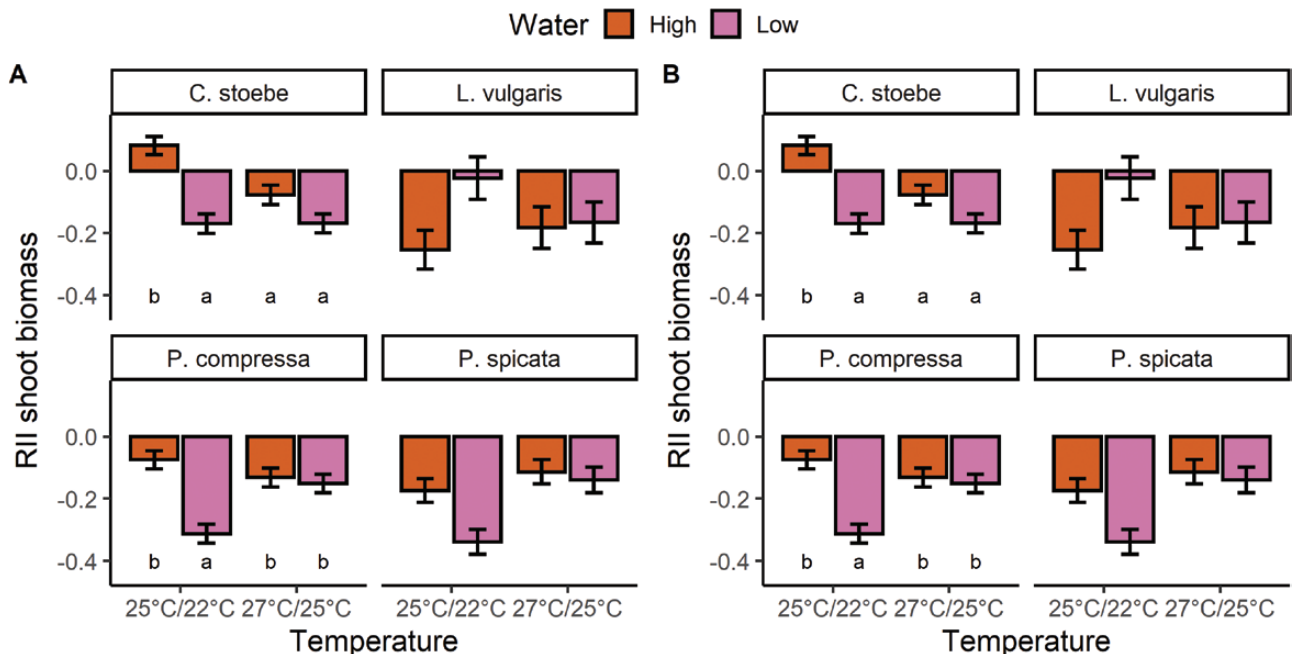 Water High Low
A
C. stoebe L. vulgaris
0.0
-0.2
-0.4
b a a a
P. compressa P. spicata
0.0
-0.2
-0.4
b a b b
25°C/22°C 27°C/25°C 25°C/22°C 27°C/25°C
Temperature
RII shoot biomass
B
C. stoebe L. vulgaris
0.0
-0.2
-0.4
b a a a
P. compressa P. spicata
0.0
-0.2
-0.4
b a b b
25°C/22°C 27°C/25°C 25°C/22°C 27°C/25°C
Temperature
RII shoot biomass